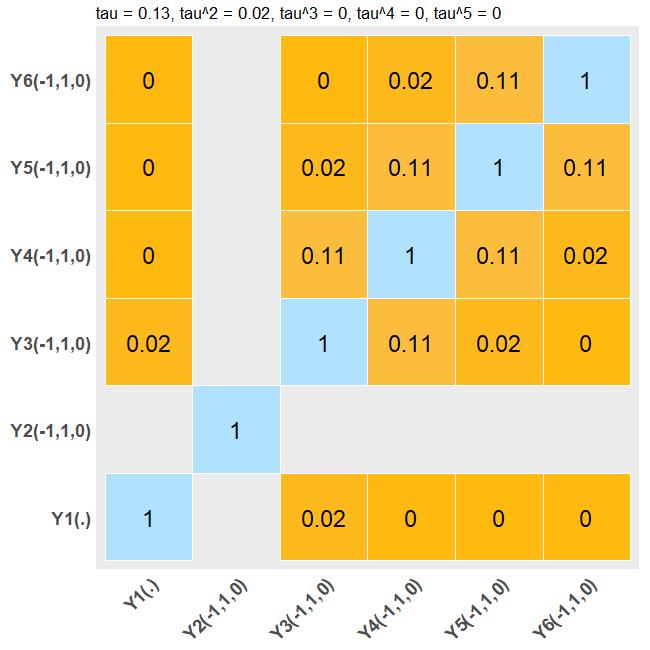 tau = 0.13, tau^2 = 0.02, tau^3 = 0, tau^4 = 0, tau^5 = 0
Y6(-1,1,0) 0 0 0.02 0.11 1
Y5(-1,1,0) 0 0.02 0.11 1 0.11
Y4(-1,1,0) 0 0.11 1 0.11 0.02
Y3(-1,1,0) 0.02 1 0.11 0.02 0
Y2(-1,1,0) 1
Y1(.) 1 0.02 0 0 0
Y1(.) Y2(-1,1,0) Y3(-1,1,0) Y4(-1,1,0) Y5(-1,1,0) Y6(-1,1,0)